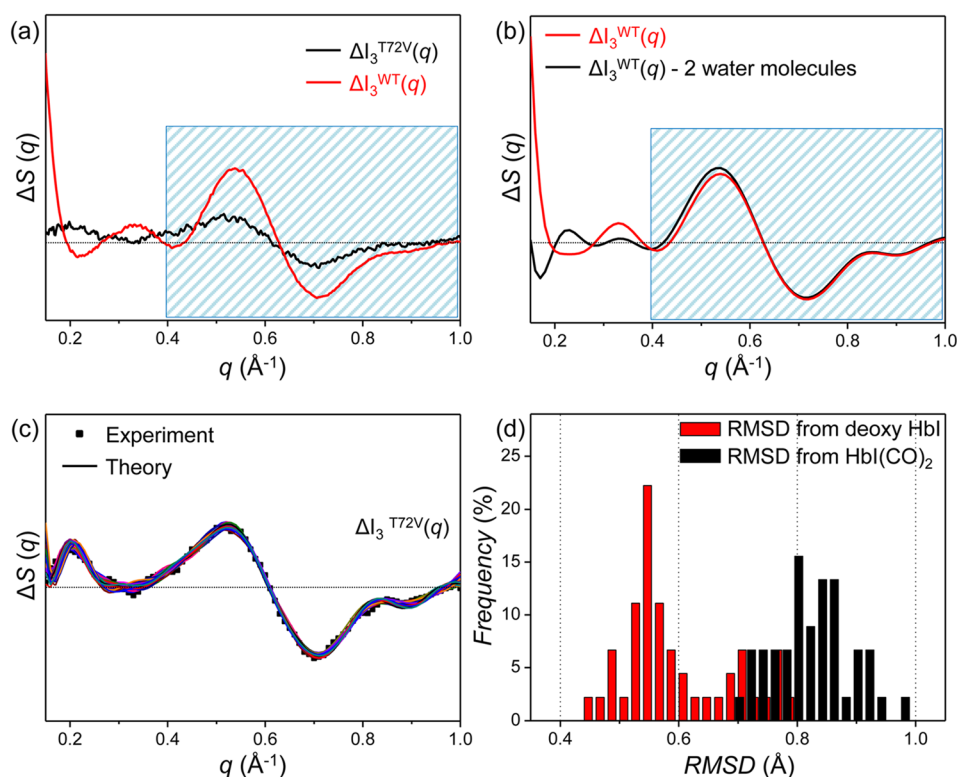 (a)
ΔI₃ᵀ⁷²ⱽ(q)
ΔI₃ᵂᵀ(q)
ΔS (q)
0.2 0.4 0.6 0.8 1.0
q (Å⁻¹)
(b)
ΔI₃ᵂᵀ(q)
ΔI₃ᵂᵀ(q) - 2 water molecules
ΔS (q)
0.2 0.4 0.6 0.8 1.0
q (Å⁻¹)
(c)
Experiment
Theory
ΔI₃ ᵀ⁷²ⱽ(q)
ΔS (q)
0.2 0.4 0.6 0.8 1.0
q (Å⁻¹)
(d)
RMSD from deoxy HbI
RMSD from HbI(CO)₂
Frequency (%)
25
20
15
10
5
0
0.4 0.6 0.8 1.0
RMSD (Å)